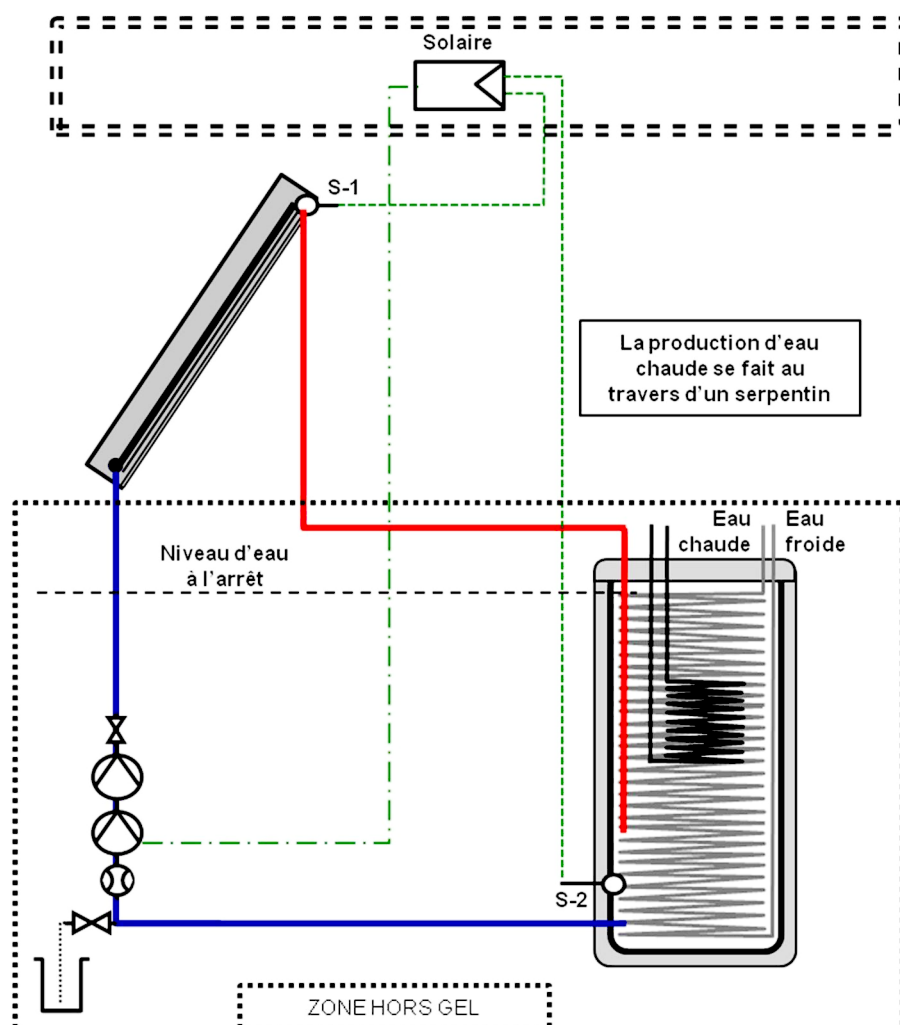 Solaire
S-1
La production d'eau
chaude se fait au
travers d'un serpentin
Niveau d'eau
à l'arrêt
Eau
chaude
Eau
froide
S-2
ZONE HORS GEL